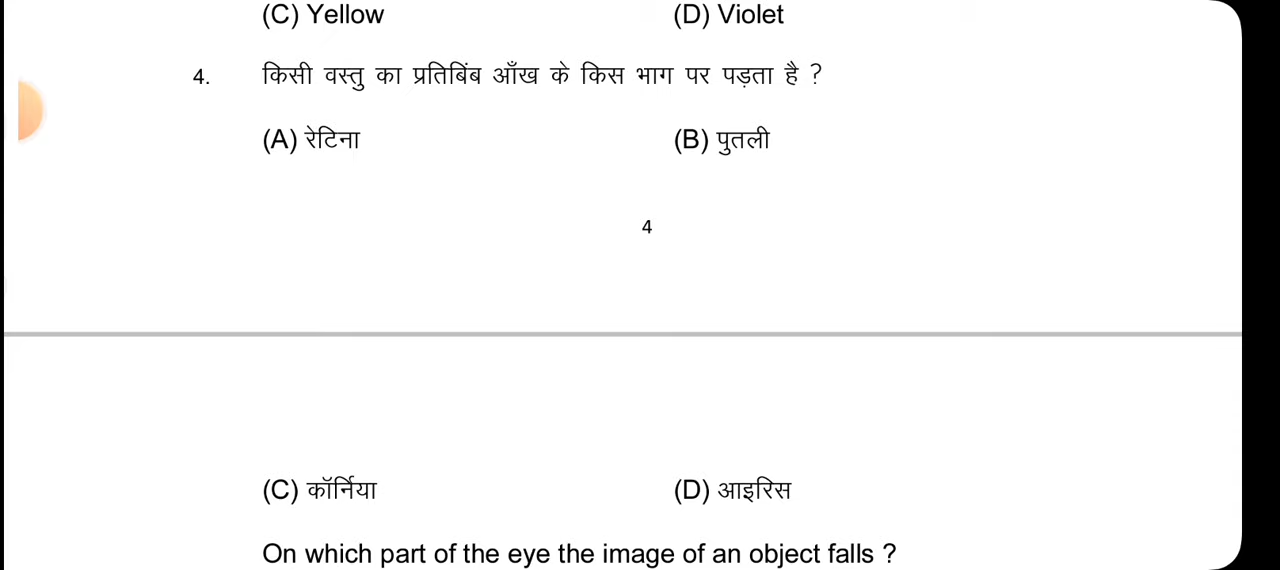 (C) Yellow (D) Violet
4. किसी वस्तु का प्रतिबिंब आँख के किस भाग पर पड़ता है ?
(A) रेटिना (B) पुतली
4
(C) कॉर्निया (D) आइरिस
On which part of the eye the image of an object falls ?